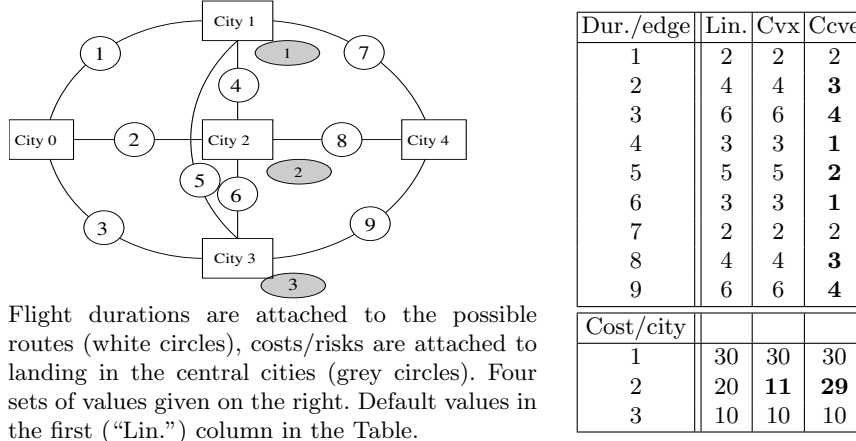 City 1
1
1
7
4
City 0
2
City 2
8
City 4
2
5
6
3
9
City 3
3
Flight durations are attached to the possible
routes (white circles), costs/risks are attached to
landing in the central cities (grey circles). Four
sets of values given on the right. Default values in
the first (“Lin.”) column in the Table.
Dur./edge Lin. Cvx Ccve
1 2 2 2
2 4 4 3
3 6 6 4
4 3 3 1
5 5 5 2
6 3 3 1
7 2 2 2
8 4 4 3
9 6 6 4
Cost/city
1 30 30 30
2 20 11 29
3 10 10 10